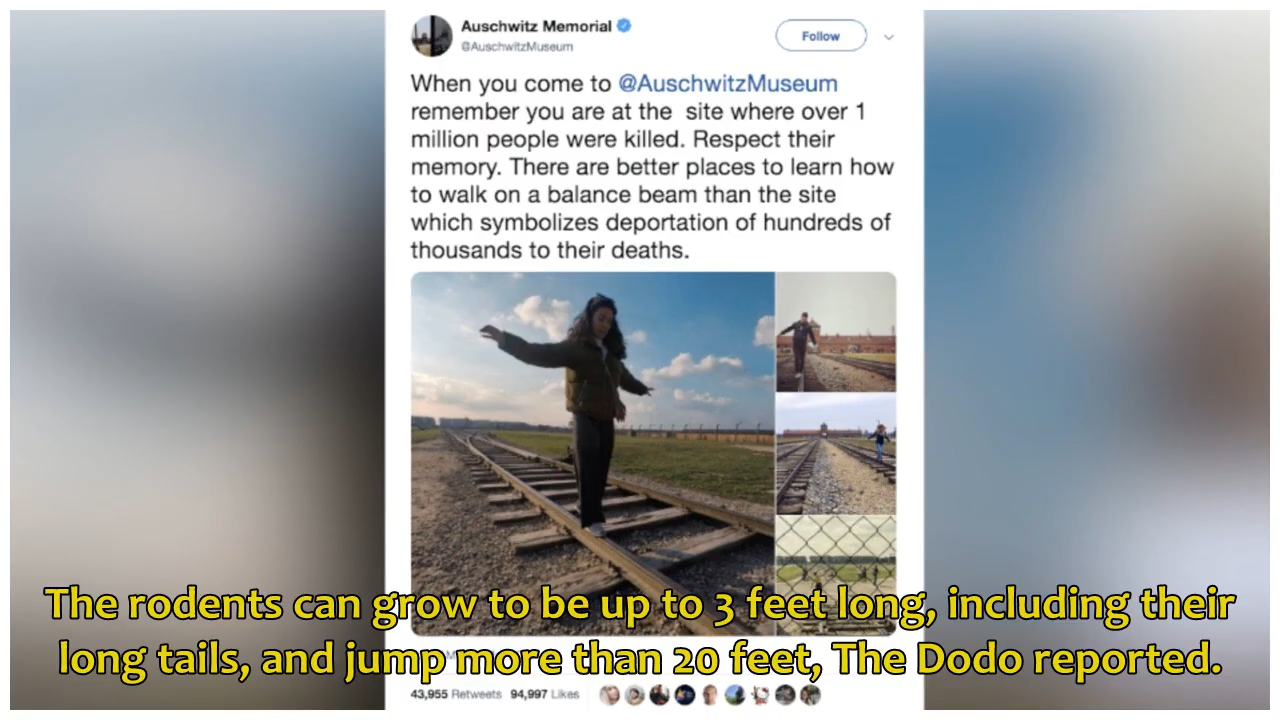 Auschwitz Memorial
@AuschwitzMuseum
Follow
When you come to @AuschwitzMuseum
remember you are at the site where over 1
million people were killed. Respect their
memory. There are better places to learn how
to walk on a balance beam than the site
which symbolizes deportation of hundreds of
thousands to their deaths.
The rodents can grow to be up to 3 feet long, including their
long tails, and jump more than 20 feet, The Dodo reported.
43,955 Retweets 94,997 Likes